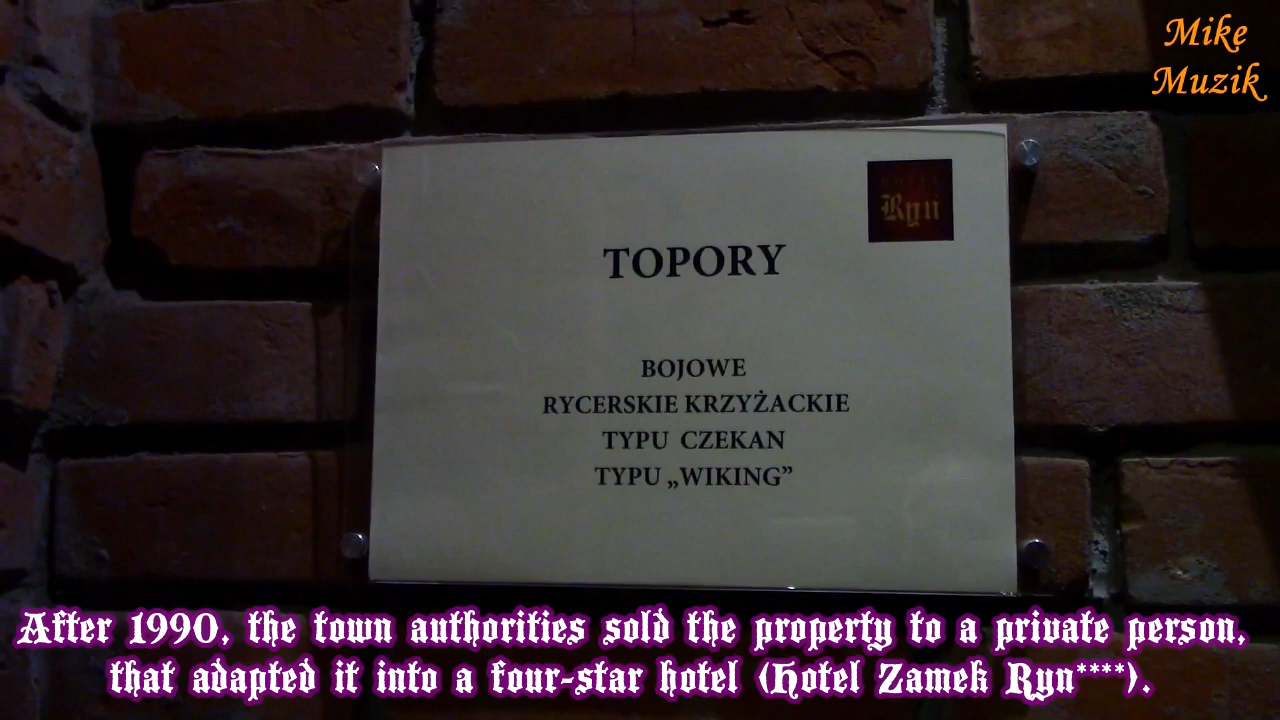 Mike
Muzik
Ryn
TOPORY
BOJOWE
RYCERSKIE KRZYŻACKIE
TYPU CZEKAN
TYPU „WIKING”
After 1990, the town authorities sold the property to a private person,
that adapted it into a four-star hotel (Hotel Zamek Ryn****).